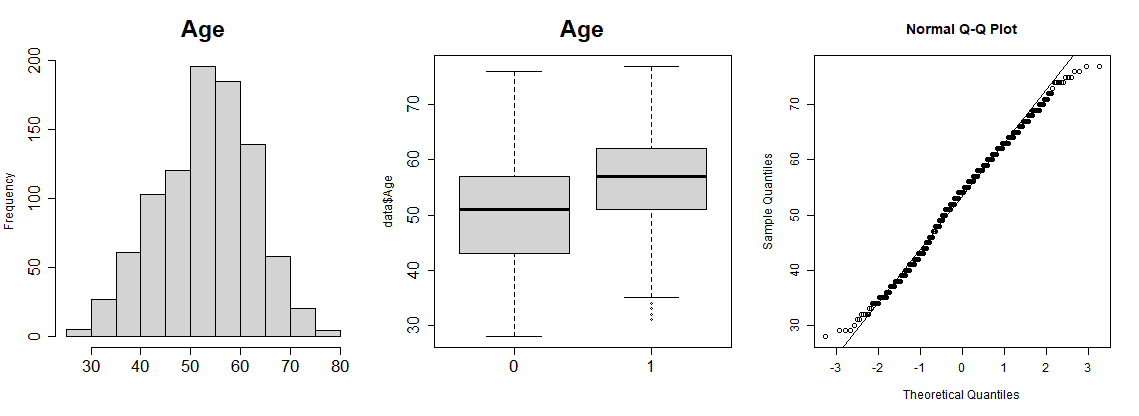 Age
Frequency
200
150
100
50
0
30 40 50 60 70 80
Age
data$Age
70
60
50
40
30
0 1
Normal Q-Q Plot
Sample Quantiles
70
60
50
40
30
-3 -2 -1 0 1 2 3
Theoretical Quantiles